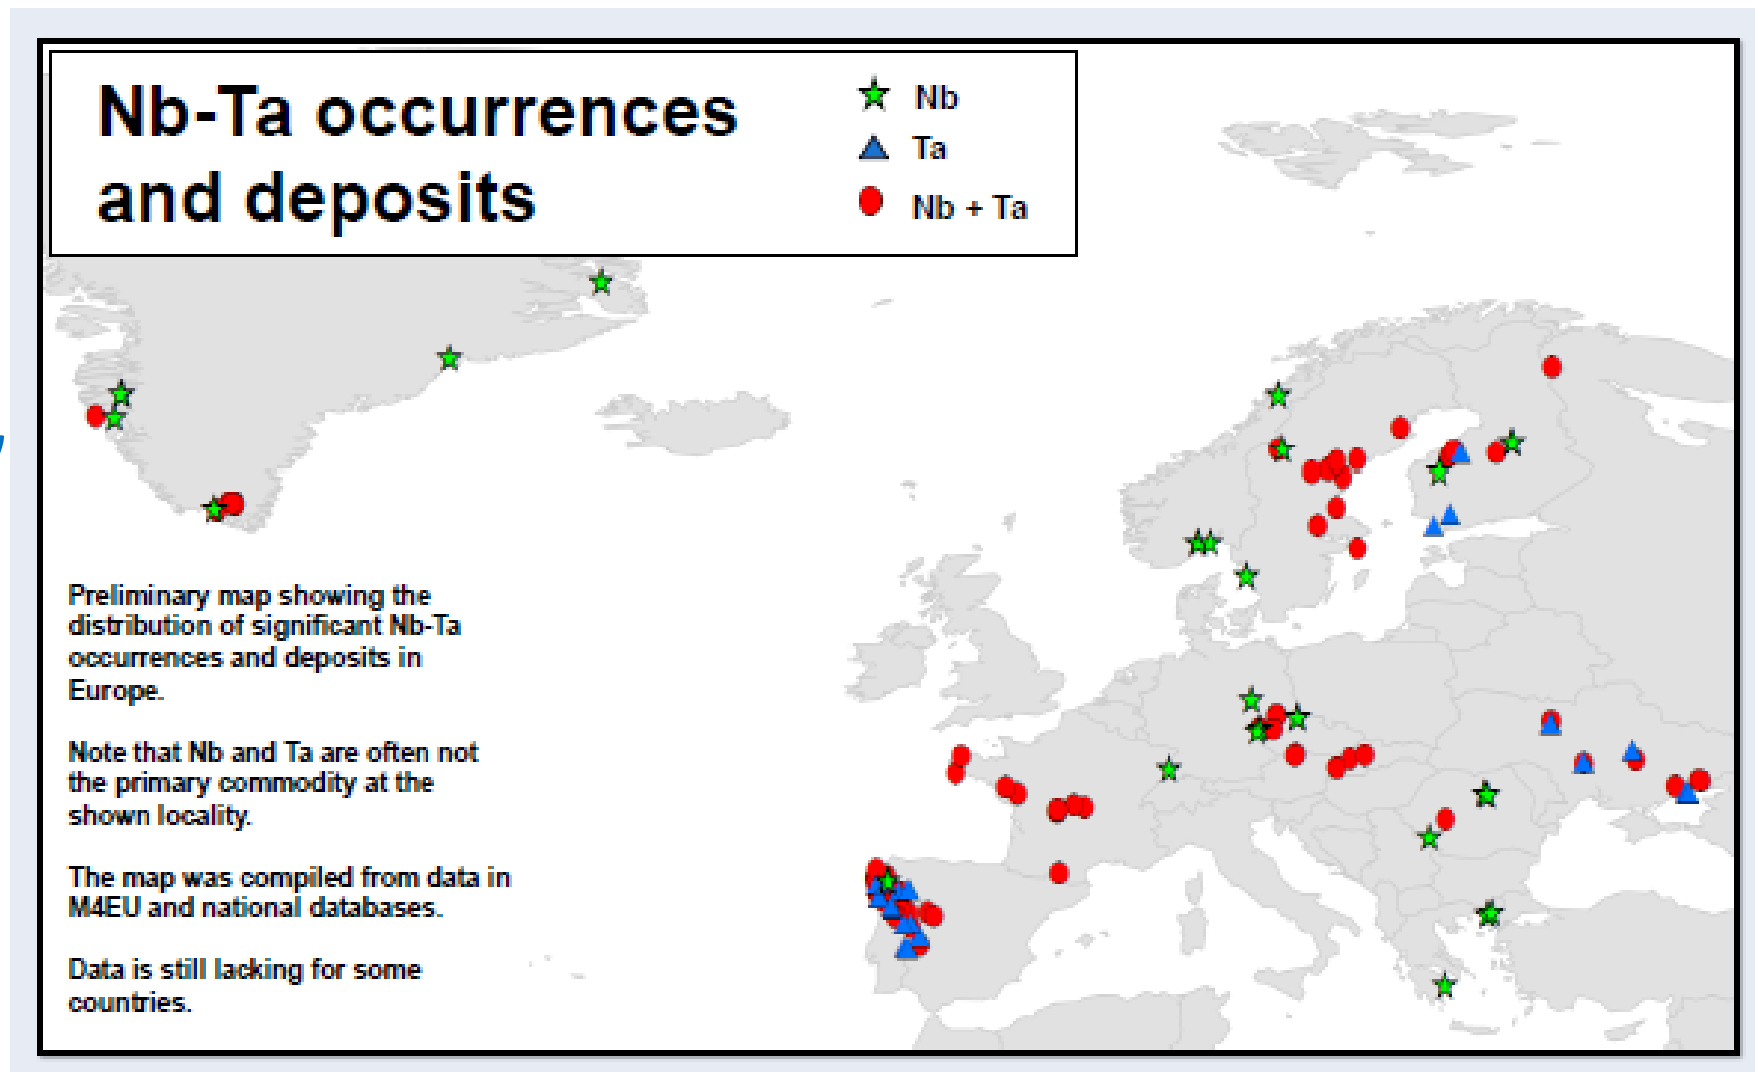 Nb-Ta occurrences
and deposits
Nb
Ta
Nb + Ta
Preliminary map showing the
distribution of significant Nb-Ta
occurrences and deposits in
Europe.
Note that Nb and Ta are often not
the primary commodity at the
shown locality.
The map was compiled from data in
M4EU and national databases.
Data is still lacking for some
countries.